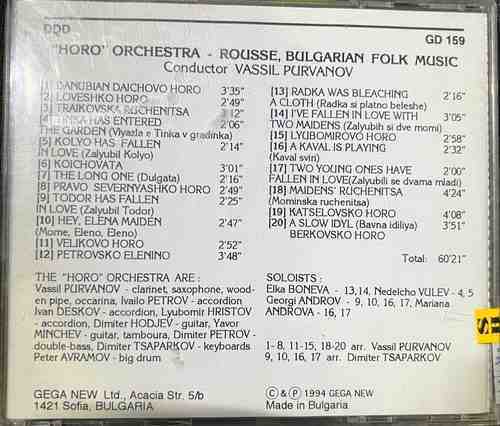 DDD
GD 159
"HORO" ORCHESTRA - ROUSSE, BULGARIAN FOLK MUSIC
Conductor VASSIL PURVANOV
[1] DANUBIAN DAICHOVO HORO 3'35"
[2] LOVESHKO HORO 2'49
[3] TRAIKOVSKA RUCHENITSA 3'12"
[4] TINKA HAS ENTERED 2'06"
THE GARDEN (Vlyazla e Tinka v gradinka)
[5] KOLYO HAS FALLEN 2'14"
IN LOVE (Zalyubil Kolyo)
[6] KOICHOVATA 3'01"
[7] THE LONG ONE (Dulgata) 2'16"
[8] PRAVO SEVERNYASHKO HORO 2'49"
[9] TODOR HAS FALLEN 2'25"
IN LOVE (Zalyubil Todor)
[10] HEY, ELENA MAIDEN 2'47"
(Mome, Eleno, Eleno)
[11] VELIKOVO HORO 2'52"
[12] PETROVSKO ELENINO 3'48"
[13] RADKA WAS BLEACHING 2'16"
A CLOTH (Radka si platno beleshe)
[14] I'VE FALLEN IN LOVE WITH 3'05"
TWO MAIDENS (Zalyubih si dve momi)
[15] LYUBOMIROVO HORO 2'58"
[16] A KAVAL IS PLAYING 2'32"
(Kaval sviri)
[17] TWO YOUNG ONES HAVE 2'00"
FALLEN IN LOVE(Zalyubili se dvama mladi)
[18] MAIDENS' RUCHENITSA 4'24"
(Mominska ruchenitsa)
[19] KATSELOVSKO HORO 4'08"
[20] A SLOW IDYL (Bavna idiliya) 3'51"
BERKOVSKO HORO
Total: 60'21"
THE "HORO" ORCHESTRA ARE :
Vassil PURVANOV - clarinet, saxophone, wood-
en pipe, occarina, Ivailo PETROV - accordion
Ivan DESKOV - accordion, Lyubomir HRISTOV
- accordion, Dimiter HODJEV - guitar, Yavor
MINCHEV - guitar, tamboura, Dimiter PETROV -
double-bass, Dimiter TSAPARKOV - keyboards
Peter AVRAMOV - big drum
SOLOISTS :
Elka BONEVA - 13,14, Nedelcho VULEV - 4, 5
Georgi ANDROV - 9, 10, 16, 17, Mariana
ANDROVA - 16, 17
1-8, 11-15, 18-20 arr. Vassil PURVANOV
9, 10, 16, 17 arr. Dimiter TSAPARKOV
GEGA NEW Ltd., Acacia Str. 5/b
1421 Sofia, BULGARIA
© & ℗ 1994 GEGA NEW
Made in Bulgaria